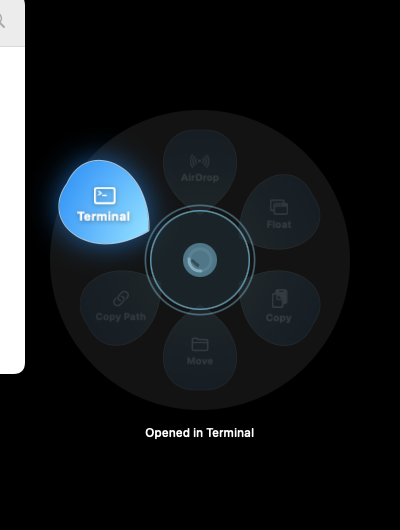 AirDrop
Terminal
Float
Copy Path
Copy
Move
Opened in Terminal